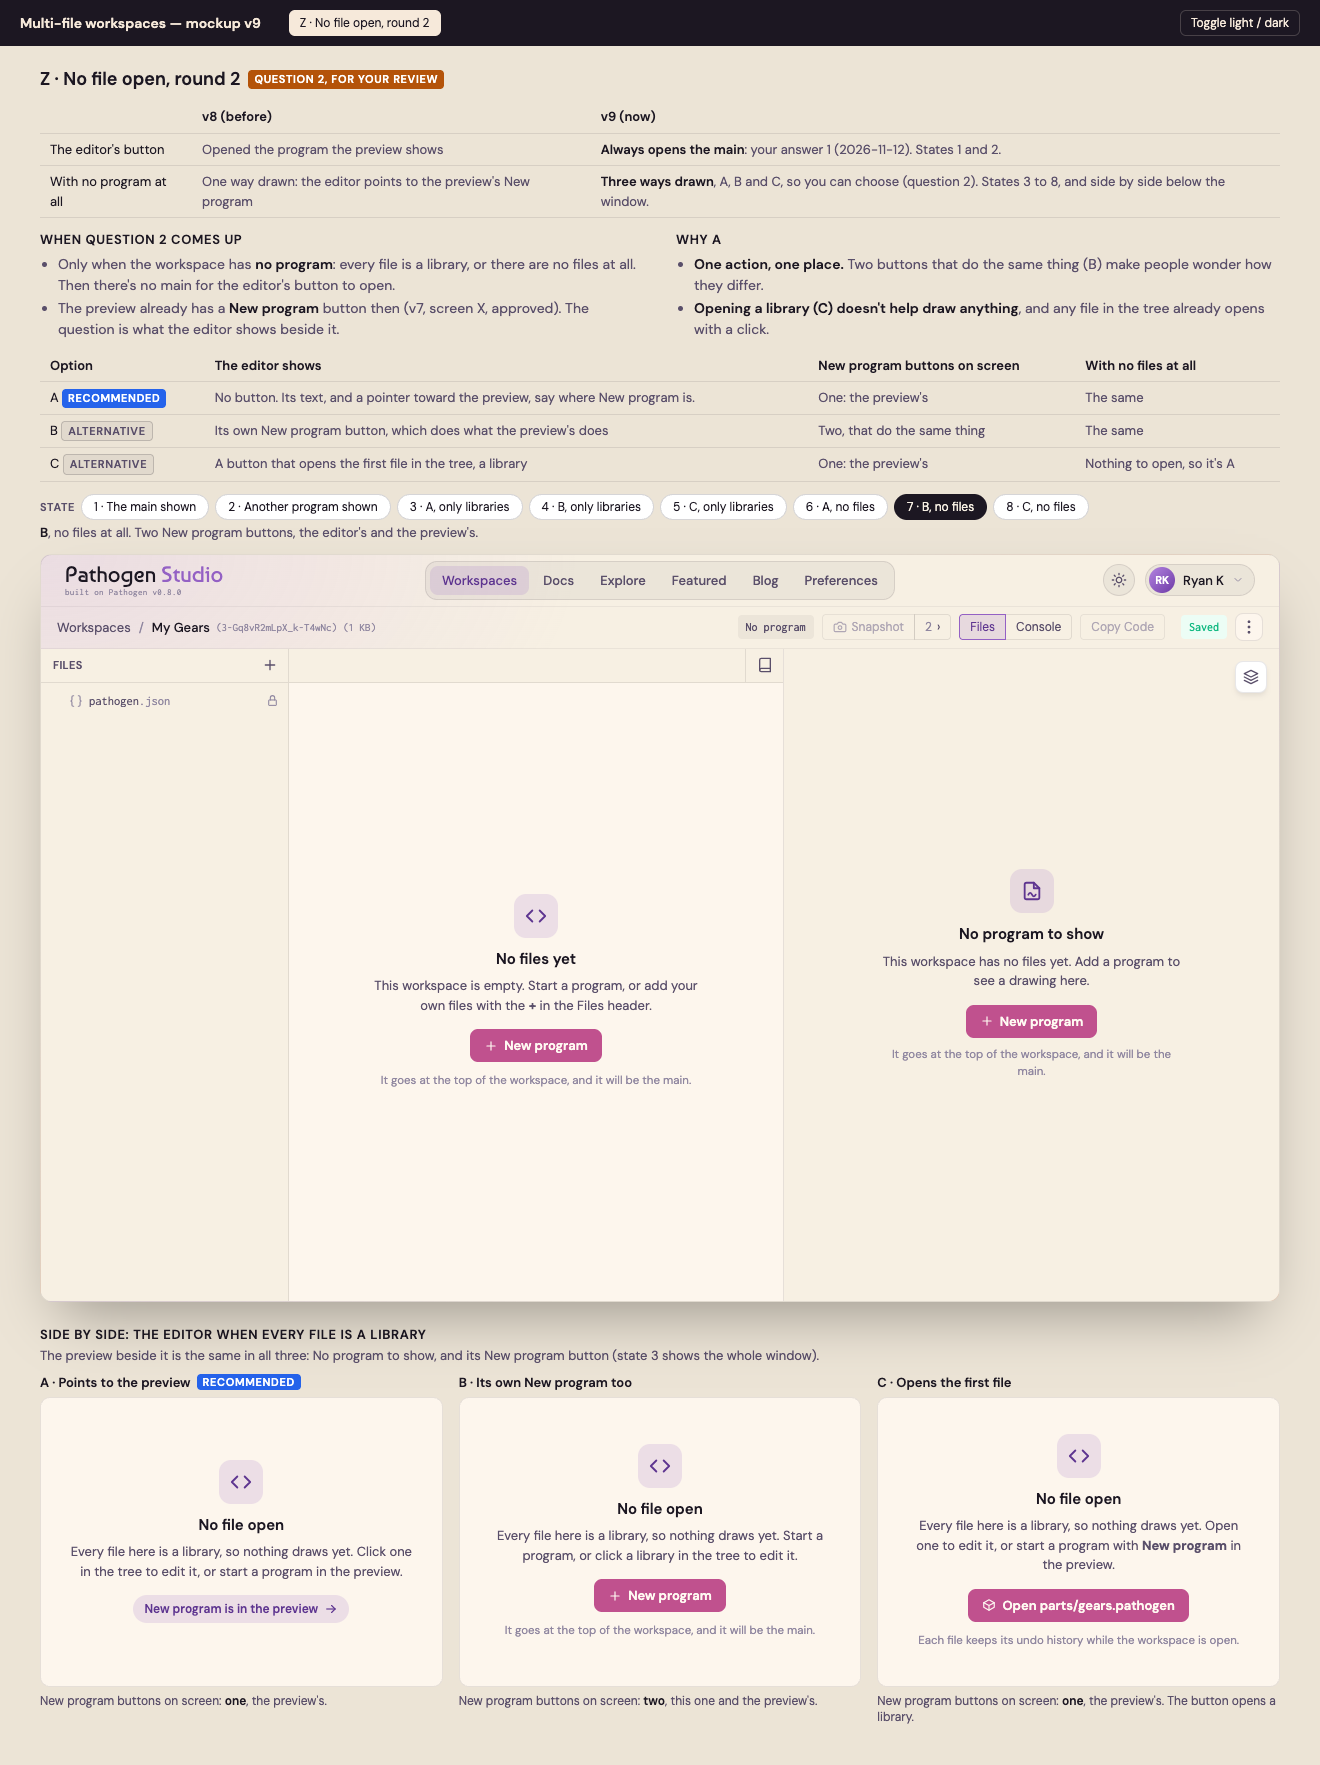 Multi-file workspaces — mockup v9
Z · No file open, round 2
Toggle light / dark
Z · No file open, round 2 QUESTION 2, FOR YOUR REVIEW
v8 (before) v9 (now)
The editor's button Opened the program the preview shows Always opens the main: your answer 1 (2026-11-12). States 1 and 2.
With no program at all One way drawn: the editor points to the preview's New program Three ways drawn, A, B and C, so you can choose (question 2). States 3 to 8, and side by side below the window.
WHEN QUESTION 2 COMES UP
• Only when the workspace has no program: every file is a library, or there are no files at all.
Then there's no main for the editor's button to open.
• The preview already has a New program button then (v7, screen X, approved). The
question is what the editor shows beside it.
WHY A
• One action, one place. Two buttons that do the same thing (B) make people wonder how
they differ.
• Opening a library (C) doesn't help draw anything, and any file in the tree already opens
with a click.
Option The editor shows New program buttons on screen With no files at all
A RECOMMENDED No button. Its text, and a pointer toward the preview, say where New program is. One: the preview's The same
B ALTERNATIVE Its own New program button, which does what the preview's does Two, that do the same thing The same
C ALTERNATIVE A button that opens the first file in the tree, a library One: the preview's Nothing to open, so it's A
STATE 1 · The main shown 2 · Another program shown 3 · A, only libraries 4 · B, only libraries 5 · C, only libraries 6 · A, no files 7 · B, no files 8 · C, no files
B, no files at all. Two New program buttons, the editor's and the preview's.
Pathogen Studio
built on Pathogen v0.8.0
Workspaces Docs Explore Featured Blog Preferences
RK Ryan K
Workspaces / My Gears (3-Gq8vR2mLpX_k-T4wNc) (1 KB)
No program Snapshot 2 › Files Console Copy Code Saved
FILES +
{} pathogen.json
No files yet
This workspace is empty. Start a program, or add your
own files with the + in the Files header.
+ New program
It goes at the top of the workspace, and it will be the main.
No program to show
This workspace has no files yet. Add a program to
see a drawing here.
+ New program
It goes at the top of the workspace, and it will be the
main.
SIDE BY SIDE: THE EDITOR WHEN EVERY FILE IS A LIBRARY
The preview beside it is the same in all three: No program to show, and its New program button (state 3 shows the whole window).
A · Points to the preview RECOMMENDED
No file open
Every file here is a library, so nothing draws yet. Click one
in the tree to edit it, or start a program in the preview.
New program is in the preview →
New program buttons on screen: one, the preview's.
B · Its own New program too
No file open
Every file here is a library, so nothing draws yet. Start a
program, or click a library in the tree to edit it.
+ New program
It goes at the top of the workspace, and it will be the main.
New program buttons on screen: two, this one and the preview's.
C · Opens the first file
No file open
Every file here is a library, so nothing draws yet. Open
one to edit it, or start a program with New program in
the preview.
Open parts/gears.pathogen
Each file keeps its undo history while the workspace is open.
New program buttons on screen: one, the preview's. The button opens a
library.